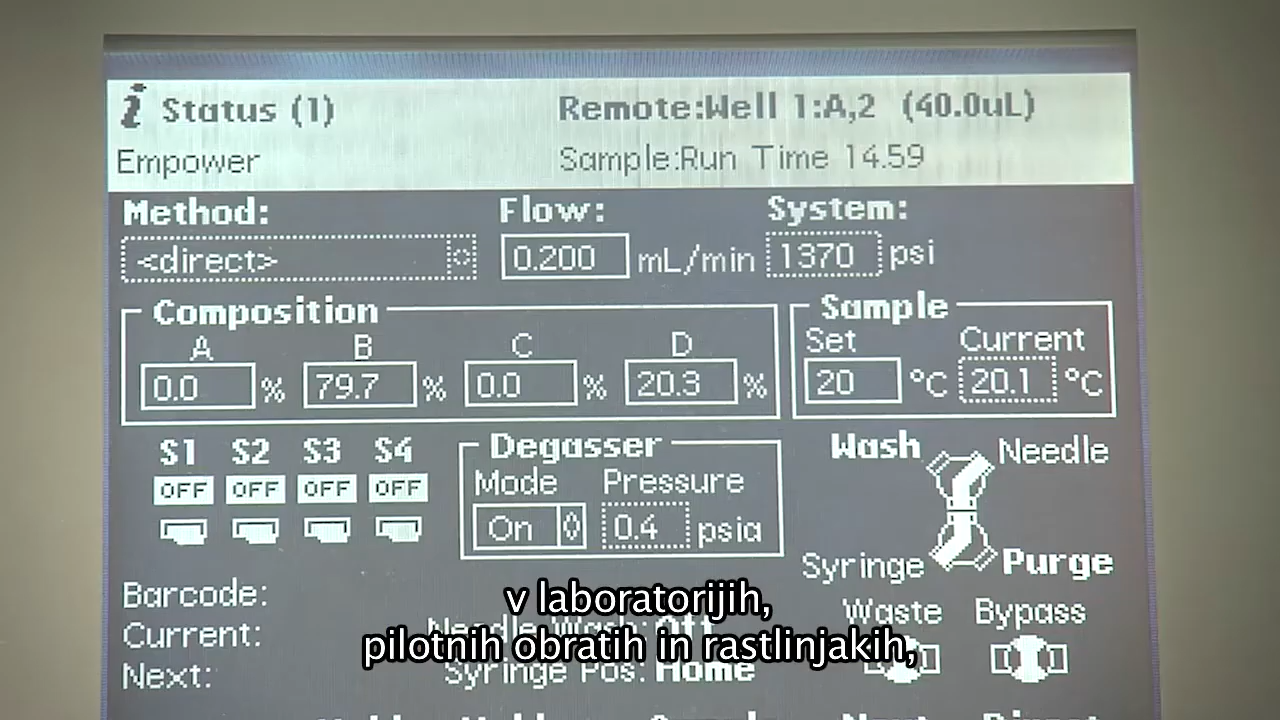 i Status (1) Remote:Well 1:A,2 (40.0uL)
Empower Sample:Run Time 14.59
Method: Flow: System:
<direct> 0.200 mL/min 1370 psi
Composition Sample
A B C D Set Current
0.0 % 79.7 % 0.0 % 20.3 % 20 °C 20.1 °C
S1 S2 S3 S4 Degasser Wash Needle
OFF OFF OFF OFF Mode Pressure
On 0.4 psia
Syringe Purge
Barcode: Waste Bypass
Current: Needle Wash: Off
Next: Syringe Pos: Home
v laboratorijih,
pilotnih obratih in rastlinjakih,